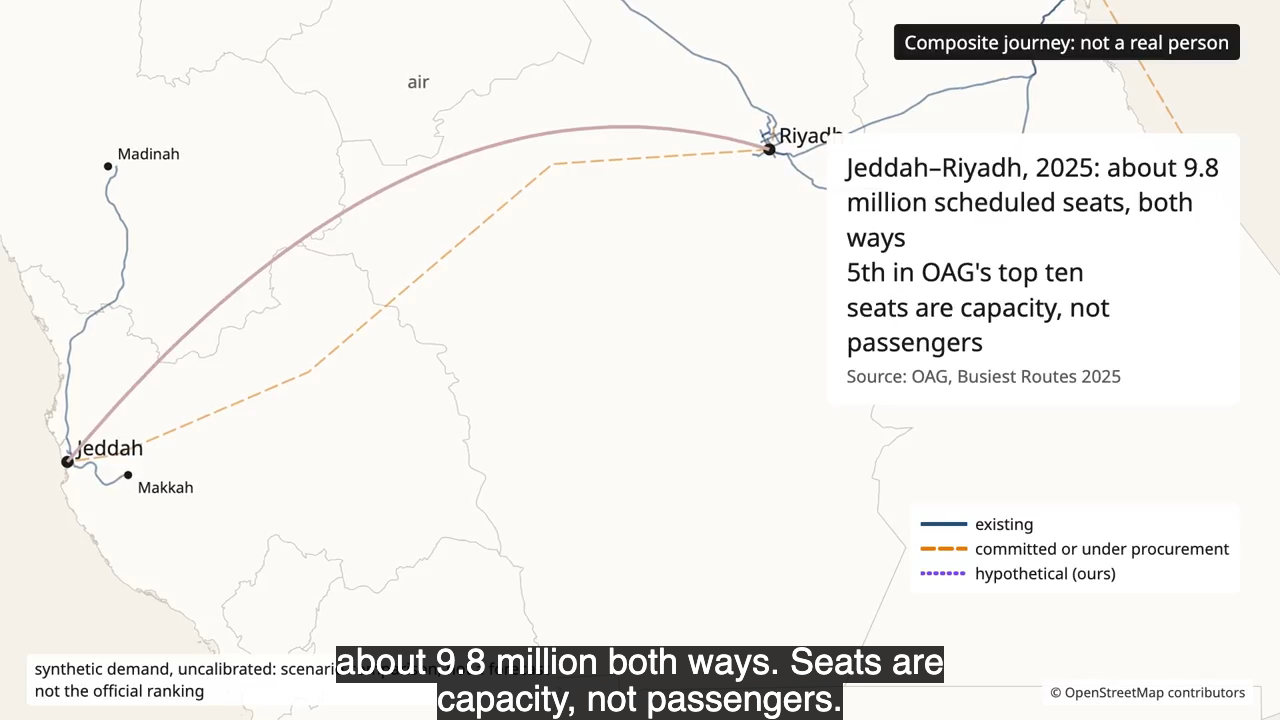 Composite journey: not a real person
air
Madinah
Riyadh
Jeddah–Riyadh, 2025: about 9.8
million scheduled seats, both
ways
5th in OAG's top ten
seats are capacity, not
passengers
Source: OAG, Busiest Routes 2025
Jeddah
Makkah
existing
committed or under procurement
hypothetical (ours)
synthetic demand, uncalibrated:
not the official ranking
about 9.8 million both ways. Seats are
capacity, not passengers.
© OpenStreetMap contributors